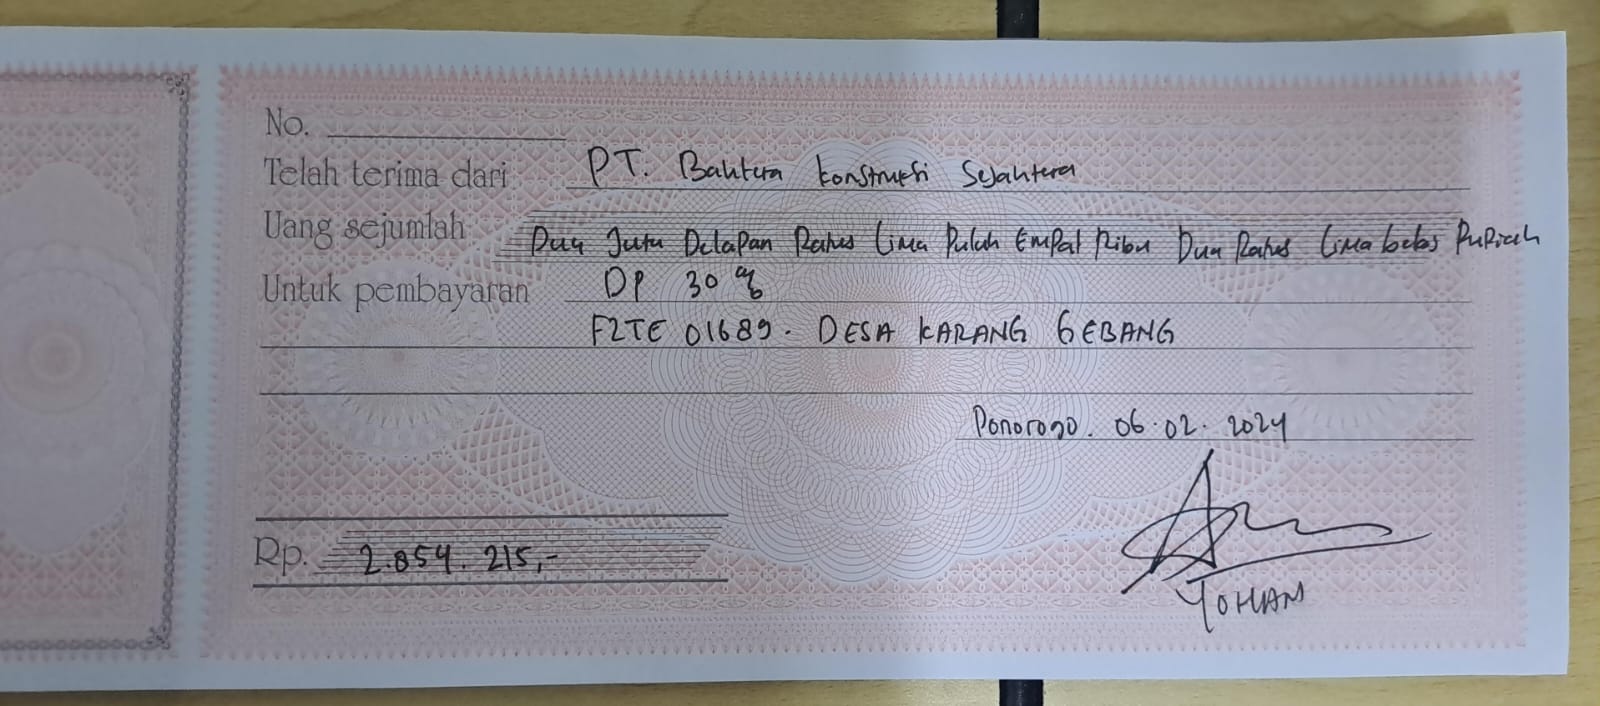 No.
Telah terima dari PT. Bahtera Konstruksi Sejahtera
Uang sejumlah Dua Juta Delapan Ratus Lima Puluh Empat Ribu Dua Ratus Lima belas Rupiah
Untuk pembayaran DP 30 %
F2TE 01689. DESA KARANG GEBANG
Ponorogo. 06.02.2024
Rp. 2.854.215,-
YOHAN